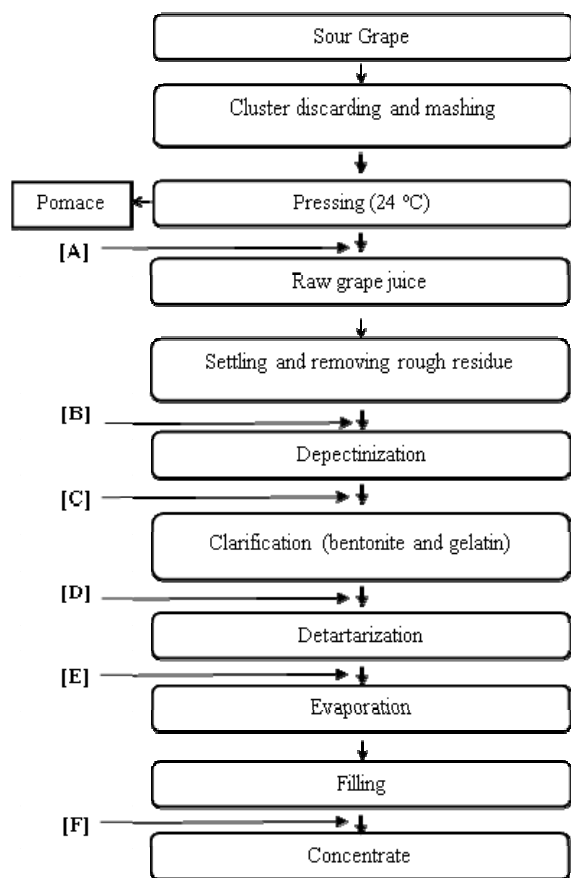 Sour Grape
Cluster discarding and mashing
Pomace
Pressing (24 °C)
[A]
Raw grape juice
Settling and removing rough residue
[B]
Depectinization
[C]
Clarification (bentonite and gelatin)
[D]
Detartarization
[E]
Evaporation
Filling
[F]
Concentrate